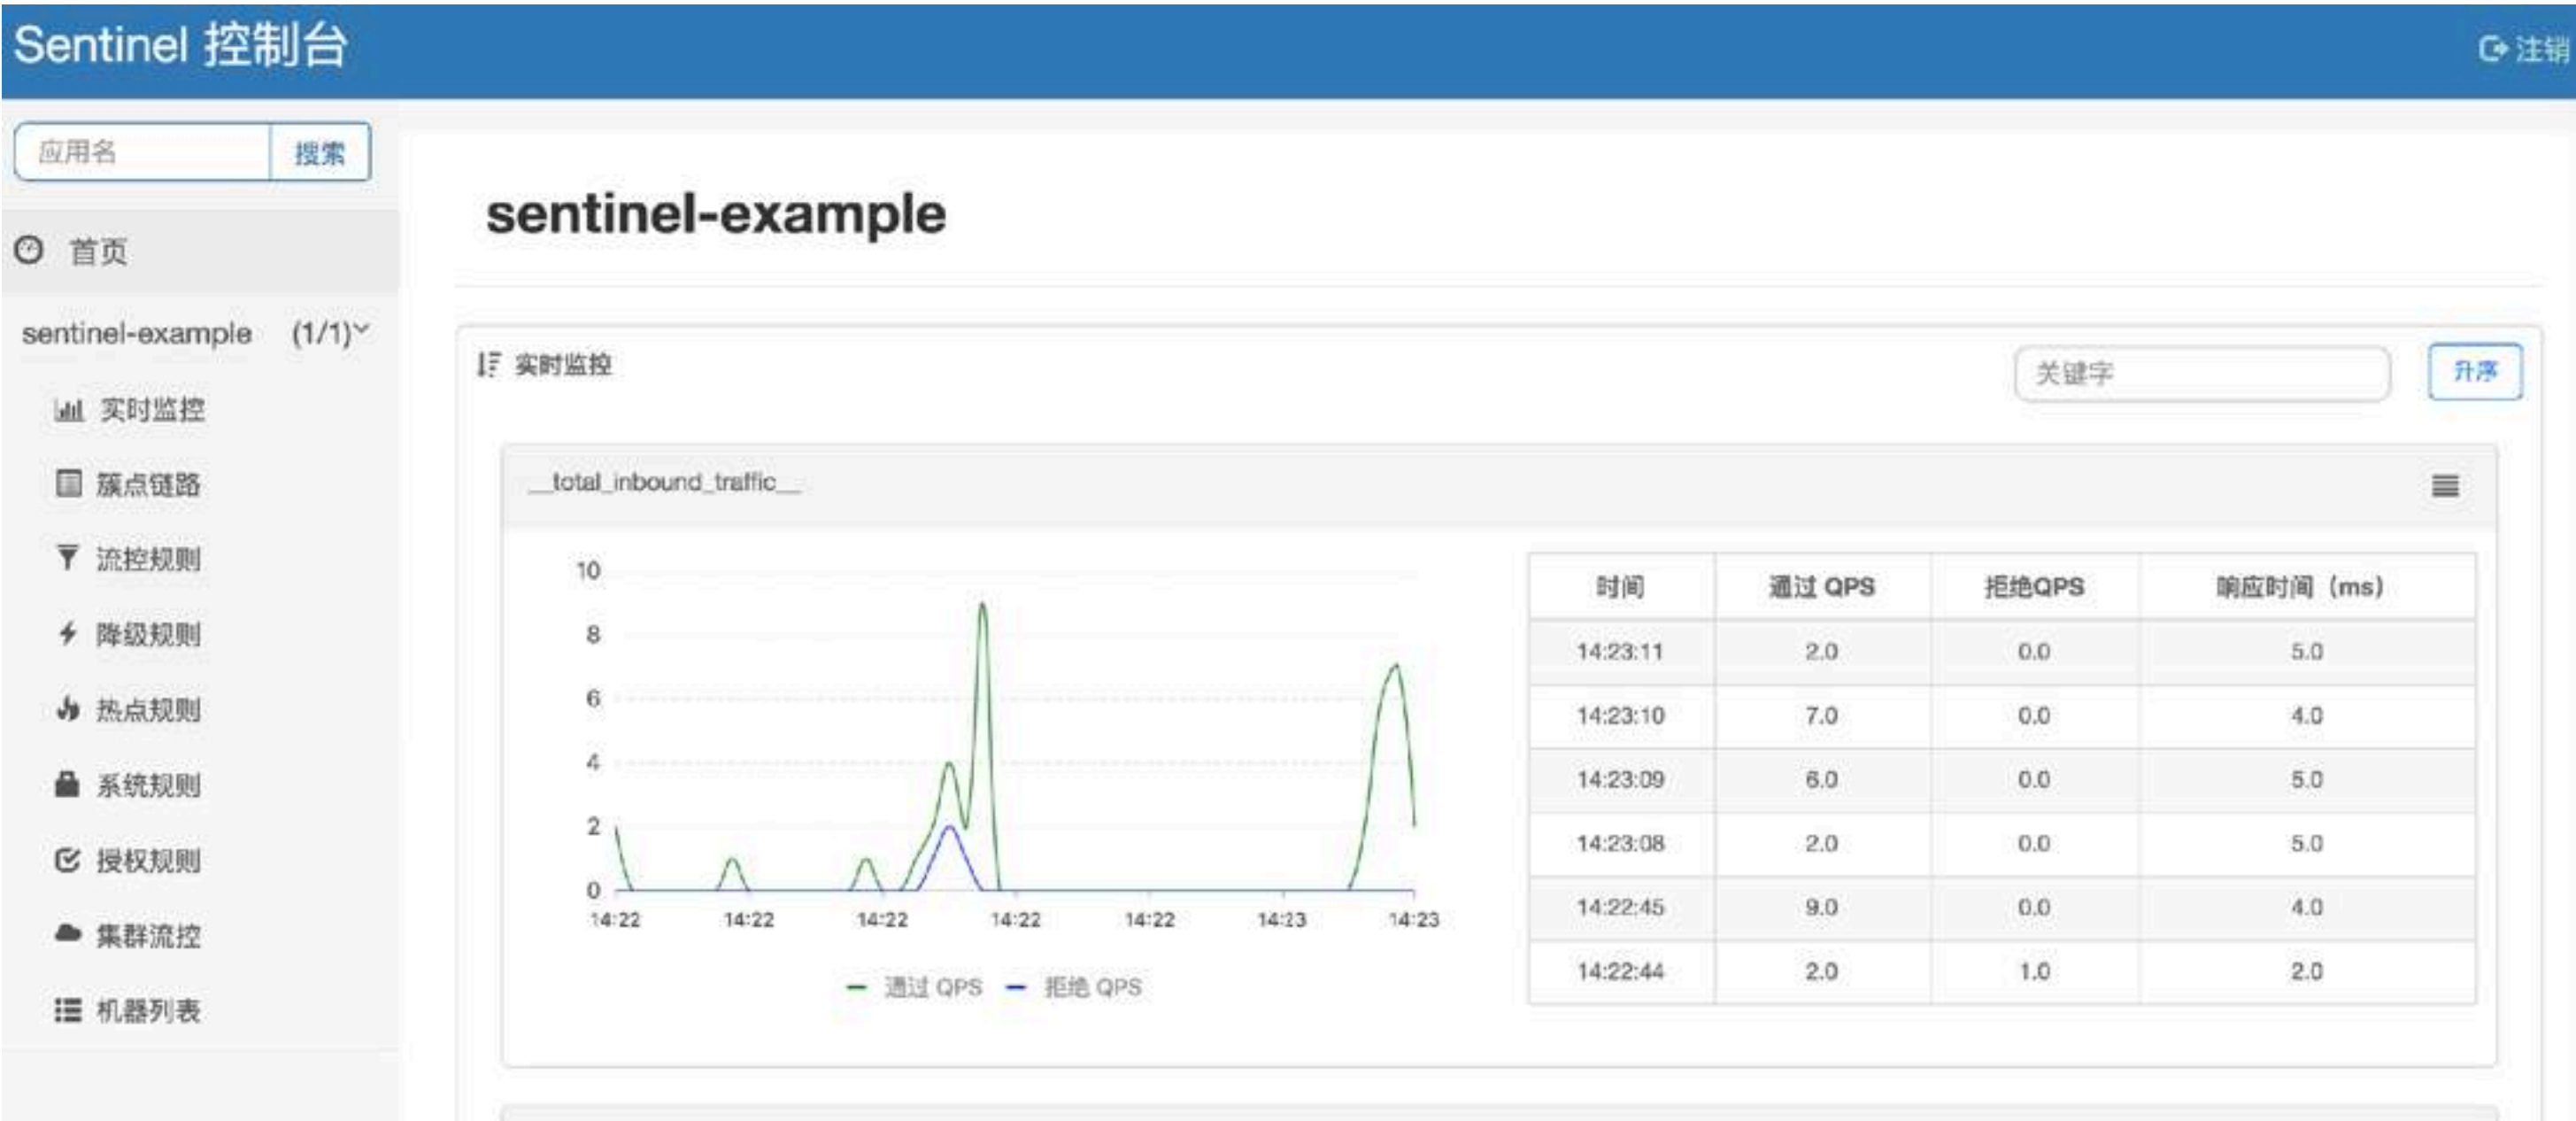 Sentinel 控制台
注销
应用名 搜索
首页
sentinel-example (1/1)
实时监控
簇点链路
流控规则
降级规则
热点规则
系统规则
授权规则
集群流控
机器列表
sentinel-example
实时监控 关键字 升序
__total_inbound_traffic__
10
8
6
4
2
0
14:22 14:22 14:22 14:22 14:22 14:23 14:23
通过 QPS 拒绝 QPS
时间 通过 QPS 拒绝QPS 响应时间（ms）
14:23:11 2.0 0.0 5.0
14:23:10 7.0 0.0 4.0
14:23:09 6.0 0.0 5.0
14:23:08 2.0 0.0 5.0
14:22:45 9.0 0.0 4.0
14:22:44 2.0 1.0 2.0